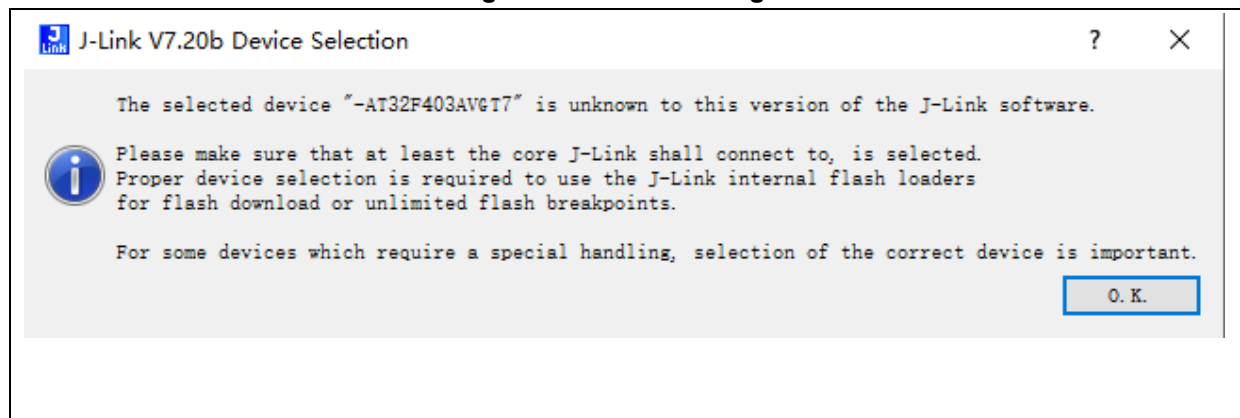 J-Link V7.20b Device Selection
The selected device "-AT32F403AVGT7" is unknown to this version of the J-Link software.
Please make sure that at least the core J-Link shall connect to, is selected.
Proper device selection is required to use the J-Link internal flash loaders
for flash download or unlimited flash breakpoints.
For some devices which require a special handling, selection of the correct device is important.
O.K.